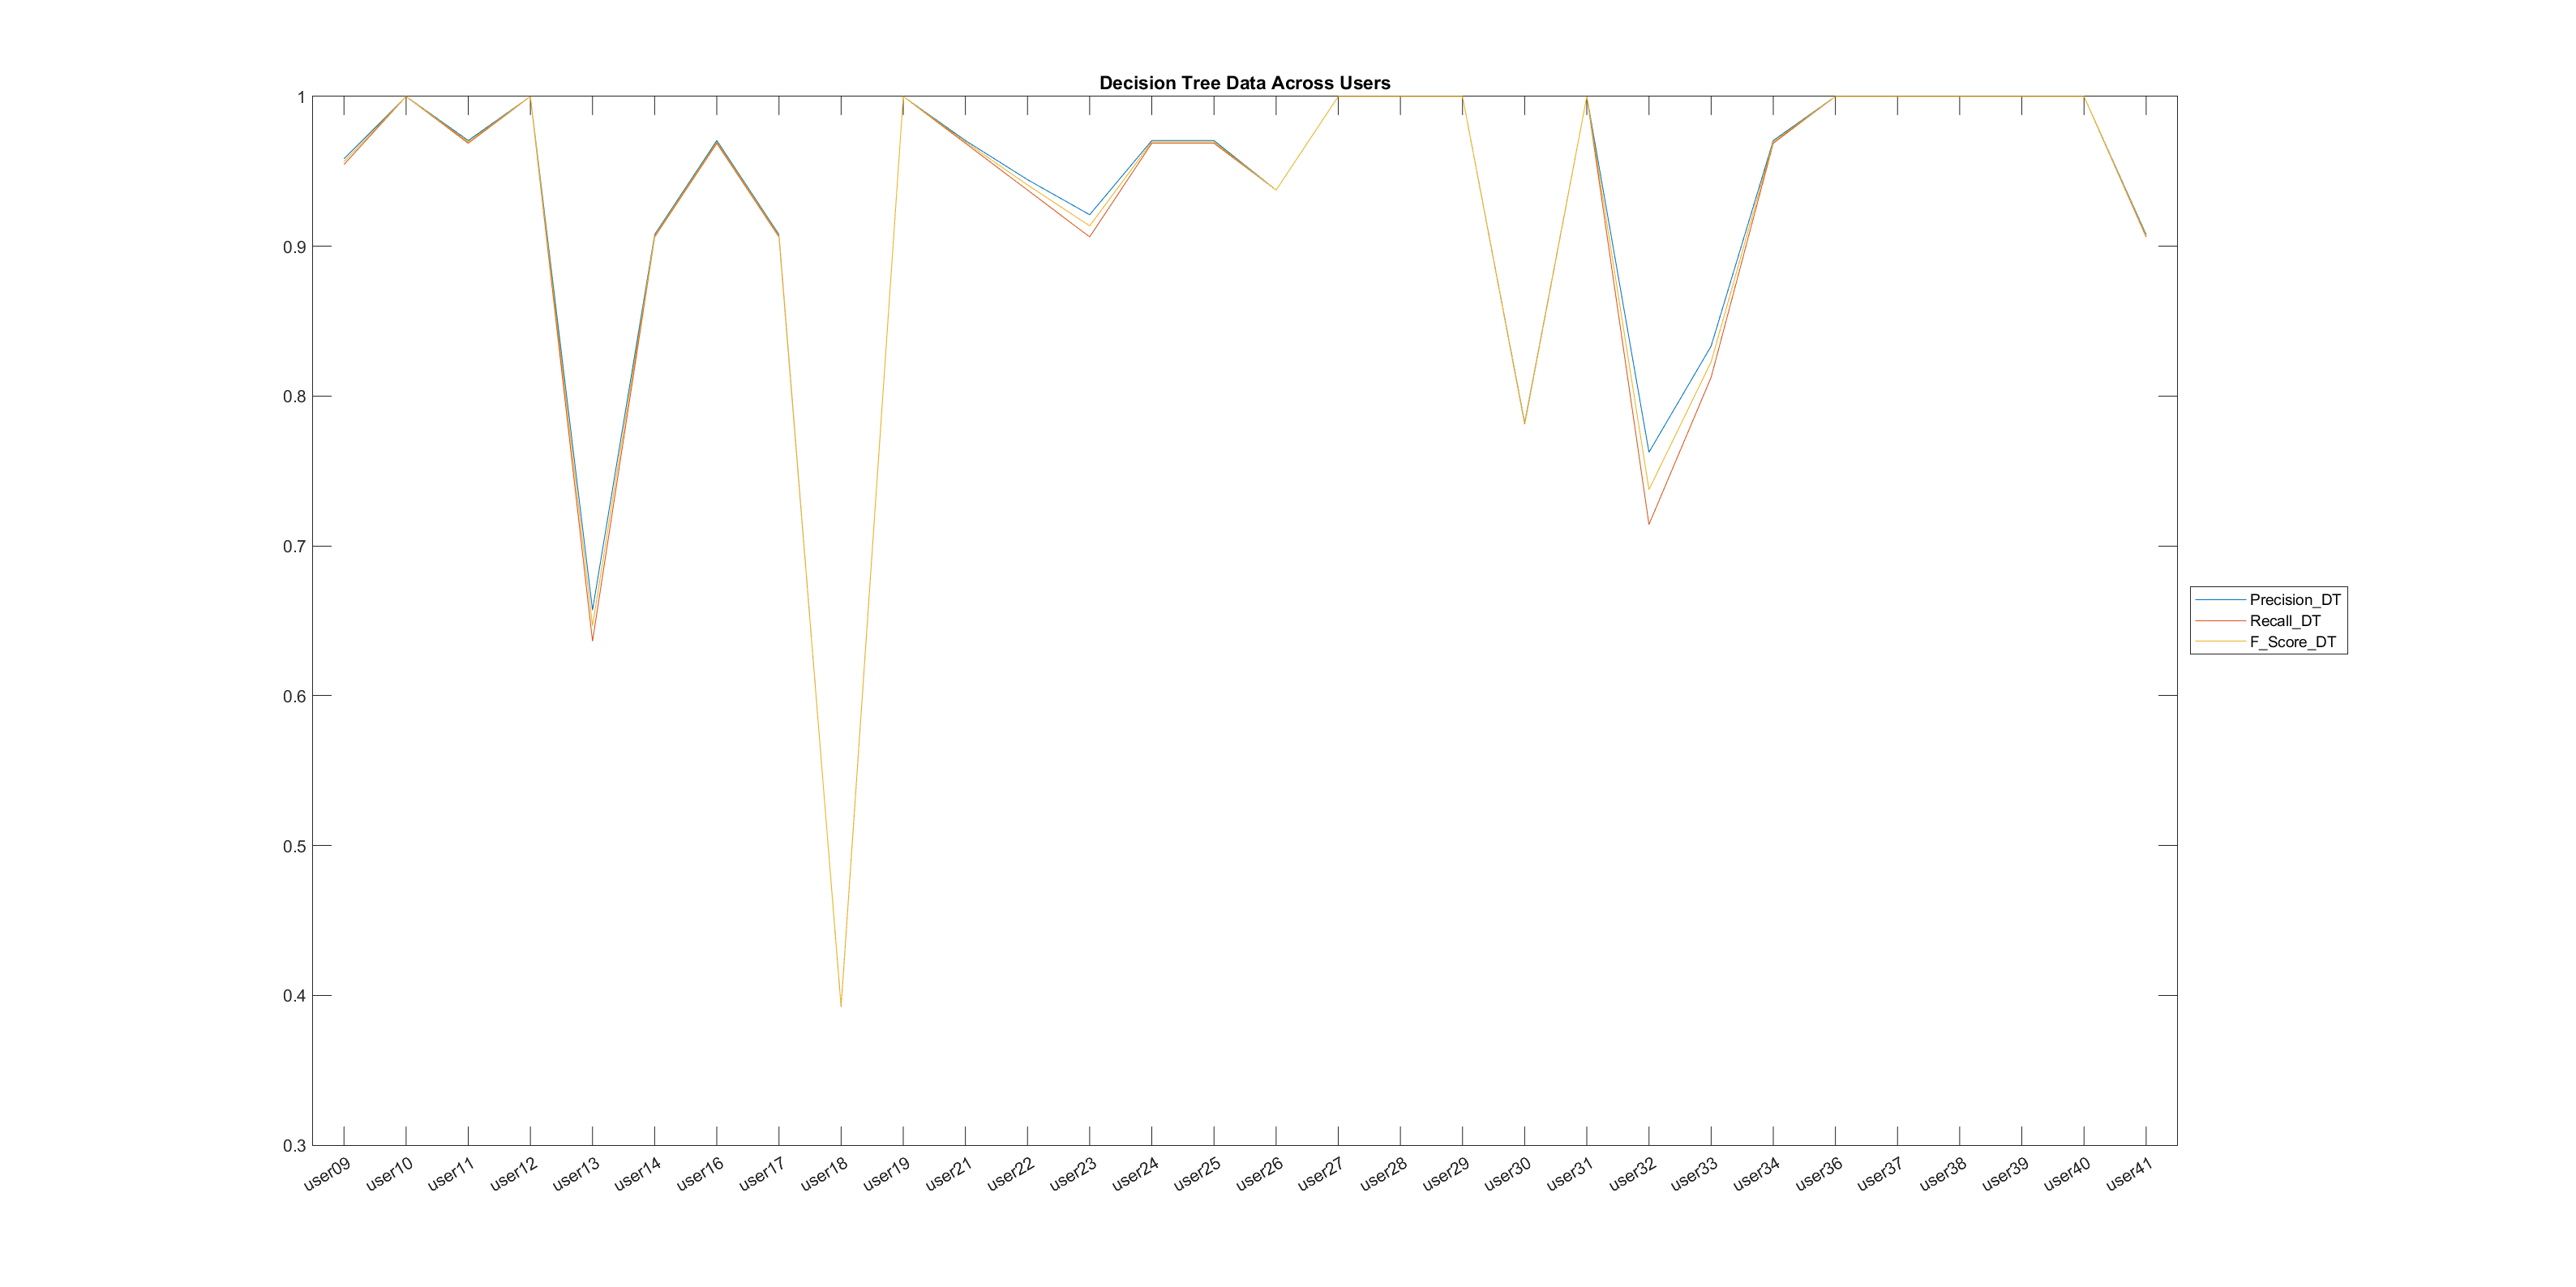 Decision Tree Data Across Users
1
0.9
0.8
0.7
0.6
0.5
0.4
0.3
user09
user10
user11
user12
user13
user14
user16
user17
user18
user19
user21
user22
user23
user24
user25
user26
user27
user28
user29
user30
user31
user32
user33
user34
user36
user37
user38
user39
user40
user41
Precision_DT
Recall_DT
F_Score_DT